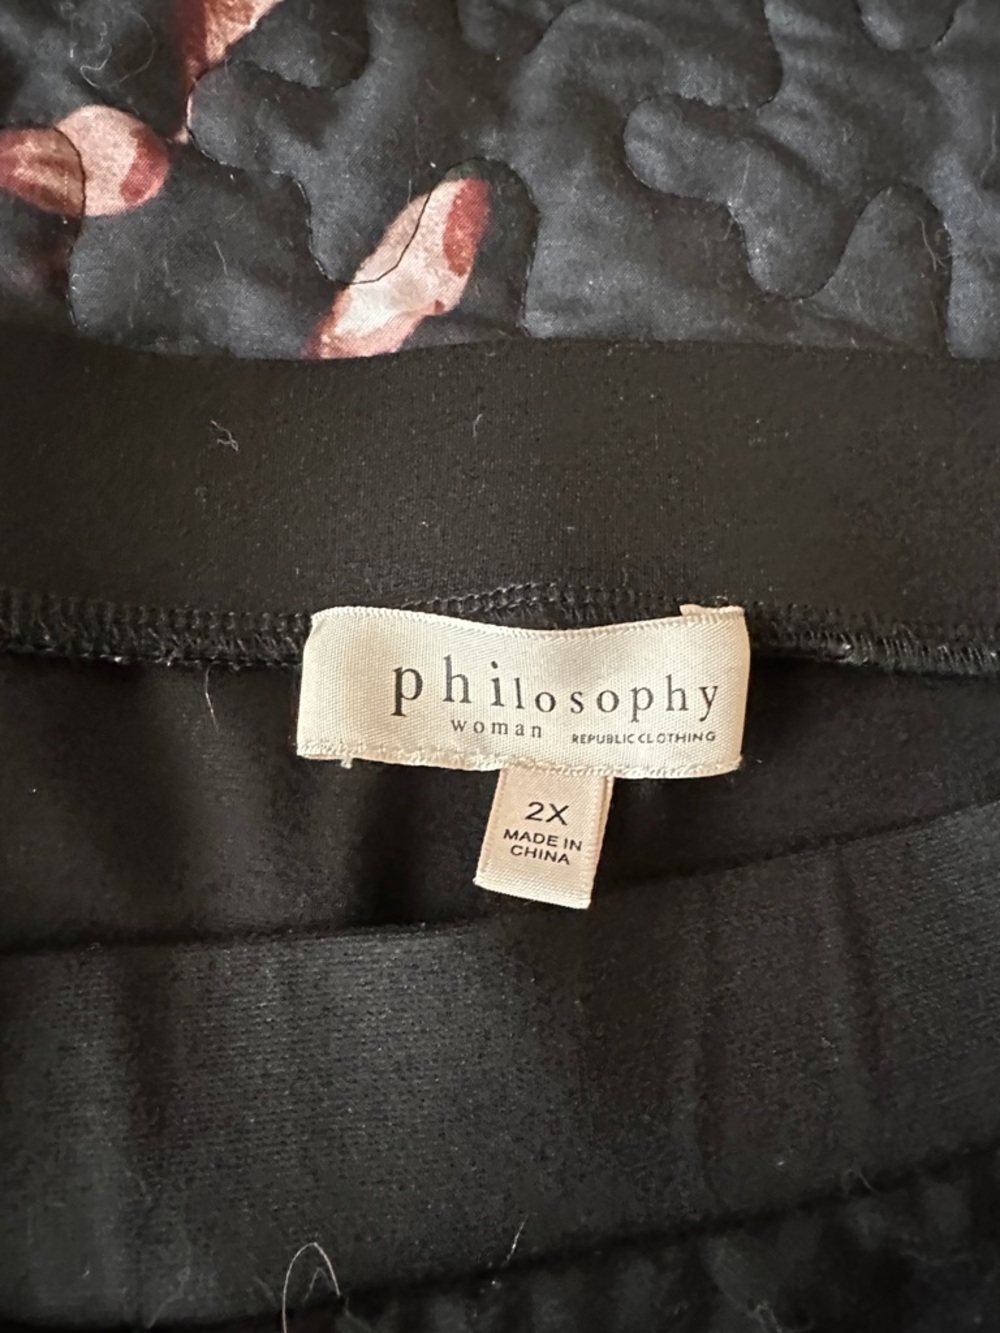 philosophy
woman REPUBLIC CLOTHING
2X
MADE IN
CHINA